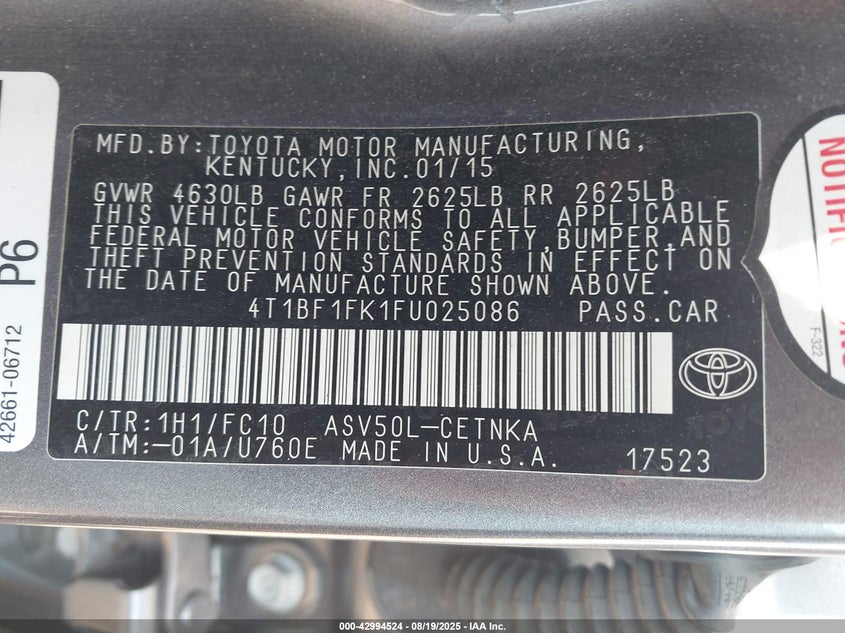 MFD.BY:TOYOTA MOTOR MANUFACTURING,
KENTUCKY,INC.01/15
GVWR 4630LB GAWR FR 2625LB RR 2625LB
THIS VEHICLE CONFORMS TO ALL APPLICABLE
FEDERAL MOTOR VEHICLE SAFETY,BUMPER,AND
THEFT PREVENTION STANDARDS IN EFFECT ON
THE DATE OF MANUFACTURE SHOWN ABOVE.
4T1BF1FK1FU025086 PASS.CAR
C/TR:1H1/FC10 ASV50L-CETNKA
A/TM:-01A/U760E MADE IN U.S.A. 17523
P6
42661-06712
F-322
000-42994524 - 08/19/2025 - IAA Inc.